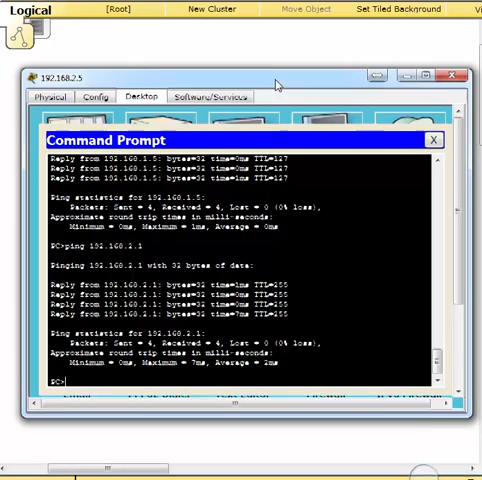 Logical
[Root]
New Cluster
Move Object
Set Tiled Background
192.168.2.5
Physical
Config
Desktop
Software/Services
Command Prompt
X
Reply from 192.168.1.5: bytes=32 time=0ms TTL=127
Reply from 192.168.1.5: bytes=32 time=0ms TTL=127
Reply from 192.168.1.5: bytes=32 time=1ms TTL=127
Ping statistics for 192.168.1.5:
Packets: Sent = 4, Received = 4, Lost = 0 (0% loss),
Approximate round trip times in milli-seconds:
Minimum = 0ms, Maximum = 1ms, Average = 0ms
PC>ping 192.168.2.1
Pinging 192.168.2.1 with 32 bytes of data:
Reply from 192.168.2.1: bytes=32 time=1ms TTL=255
Reply from 192.168.2.1: bytes=32 time=0ms TTL=255
Reply from 192.168.2.1: bytes=32 time=0ms TTL=255
Reply from 192.168.2.1: bytes=32 time=7ms TTL=255
Ping statistics for 192.168.2.1:
Packets: Sent = 4, Received = 4, Lost = 0 (0% loss),
Approximate round trip times in milli-seconds:
Minimum = 0ms, Maximum = 7ms, Average = 2ms
PC>